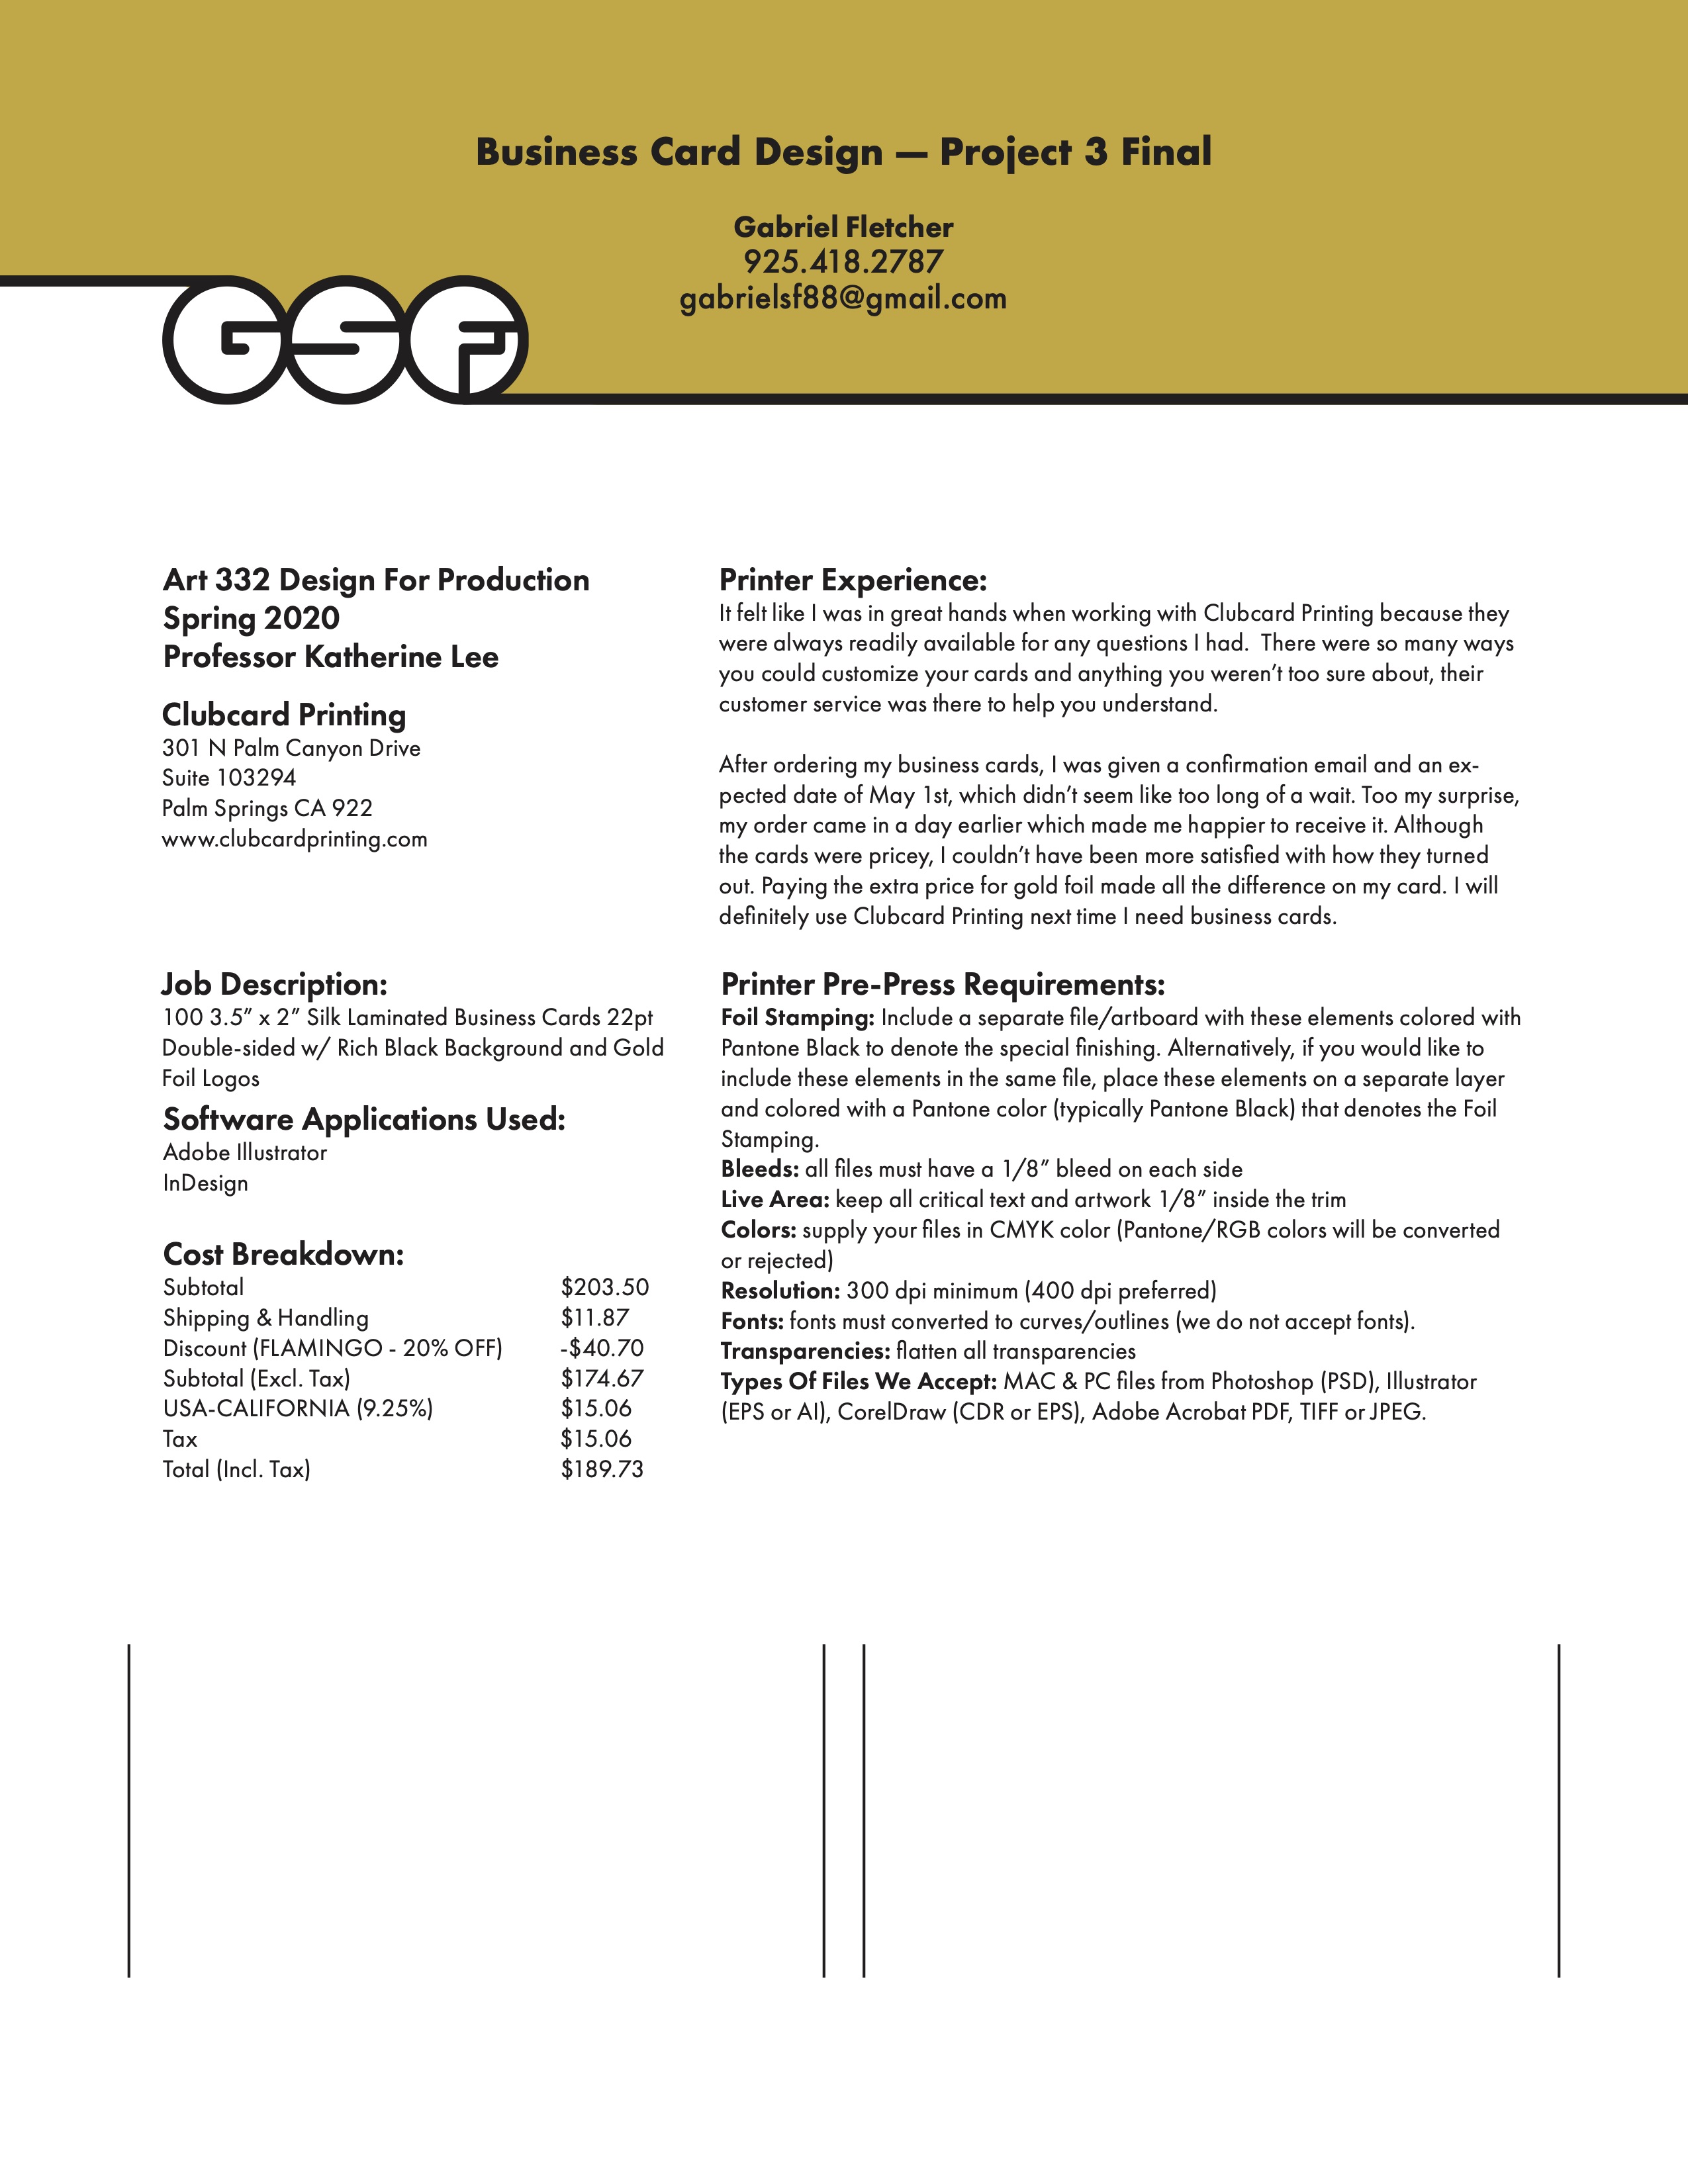 Business Card Design — Project 3 Final
Gabriel Fletcher
925.418.2787
gabrielsf88@gmail.com
GSF
Art 332 Design For Production
Spring 2020
Professor Katherine Lee
Clubcard Printing
301 N Palm Canyon Drive
Suite 103294
Palm Springs CA 922
www.clubcardprinting.com
Printer Experience:
It felt like I was in great hands when working with Clubcard Printing because they
were always readily available for any questions I had.  There were so many ways
you could customize your cards and anything you weren’t too sure about, their
customer service was there to help you understand.
After ordering my business cards, I was given a confirmation email and an ex-
pected date of May 1st, which didn’t seem like too long of a wait. Too my surprise,
my order came in a day earlier which made me happier to receive it. Although
the cards were pricey, I couldn’t have been more satisfied with how they turned
out. Paying the extra price for gold foil made all the difference on my card. I will
definitely use Clubcard Printing next time I need business cards.
Job Description:
100 3.5” x 2” Silk Laminated Business Cards 22pt
Double-sided w/ Rich Black Background and Gold
Foil Logos
Software Applications Used:
Adobe Illustrator
InDesign
Cost Breakdown:
Subtotal $203.50
Shipping & Handling $11.87
Discount (FLAMINGO - 20% OFF) -$40.70
Subtotal (Excl. Tax) $174.67
USA-CALIFORNIA (9.25%) $15.06
Tax $15.06
Total (Incl. Tax) $189.73
Printer Pre-Press Requirements:
Foil Stamping: Include a separate file/artboard with these elements colored with
Pantone Black to denote the special finishing. Alternatively, if you would like to
include these elements in the same file, place these elements on a separate layer
and colored with a Pantone color (typically Pantone Black) that denotes the Foil
Stamping.
Bleeds: all files must have a 1/8” bleed on each side
Live Area: keep all critical text and artwork 1/8” inside the trim
Colors: supply your files in CMYK color (Pantone/RGB colors will be converted
or rejected)
Resolution: 300 dpi minimum (400 dpi preferred)
Fonts: fonts must converted to curves/outlines (we do not accept fonts).
Transparencies: flatten all transparencies
Types Of Files We Accept: MAC & PC files from Photoshop (PSD), Illustrator
(EPS or AI), CorelDraw (CDR or EPS), Adobe Acrobat PDF, TIFF or JPEG.